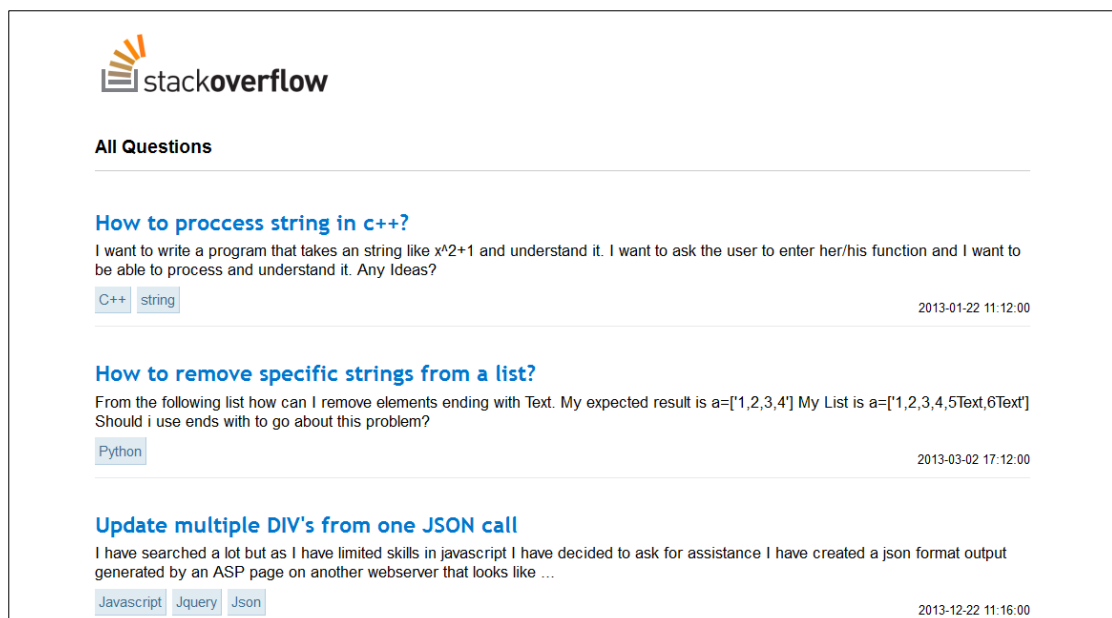 stackoverflow
All Questions
How to proccess string in c++?
I want to write a program that takes an string like x^2+1 and understand it. I want to ask the user to enter her/his function and I want to
be able to process and understand it. Any Ideas?
C++ string
2013-01-22 11:12:00
How to remove specific strings from a list?
From the following list how can I remove elements ending with Text. My expected result is a=['1,2,3,4'] My List is a=['1,2,3,4,5Text,6Text']
Should i use ends with to go about this problem?
Python
2013-03-02 17:12:00
Update multiple DIV's from one JSON call
I have searched a lot but as I have limited skills in javascript I have decided to ask for assistance I have created a json format output
generated by an ASP page on another webserver that looks like ...
Javascript Jquery Json
2013-12-22 11:16:00